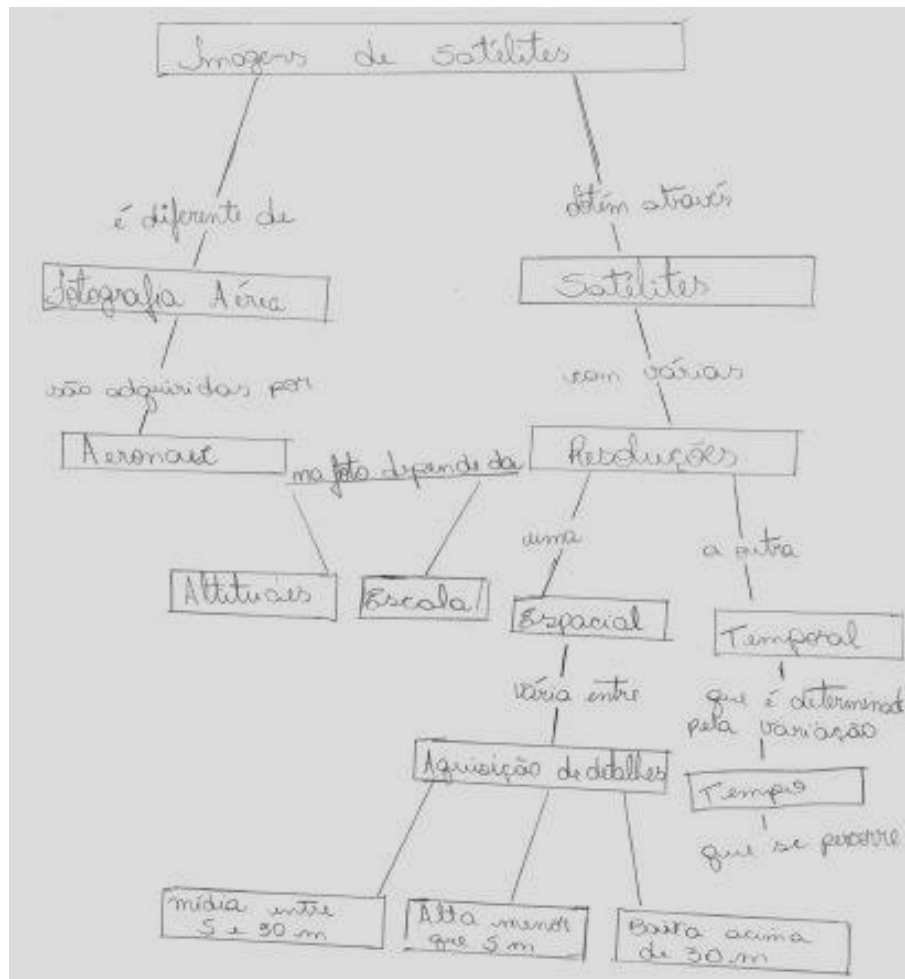 Imagens de Satélites
é diferente de
obtém através
Fotografia Aérea
Satélites
são adquiridas por
com várias
Aeronave
na foto depende da
Resoluções
uma
a outra
Altitudes
Escala
Espacial
Temporal
vária entre
que é determinad
pela variação
Aquisição de detalhes
Tempo
que se percorre
mídia entre
5 e 30 m
Alta menor
que 5 m
Baixa acima
de 30 m